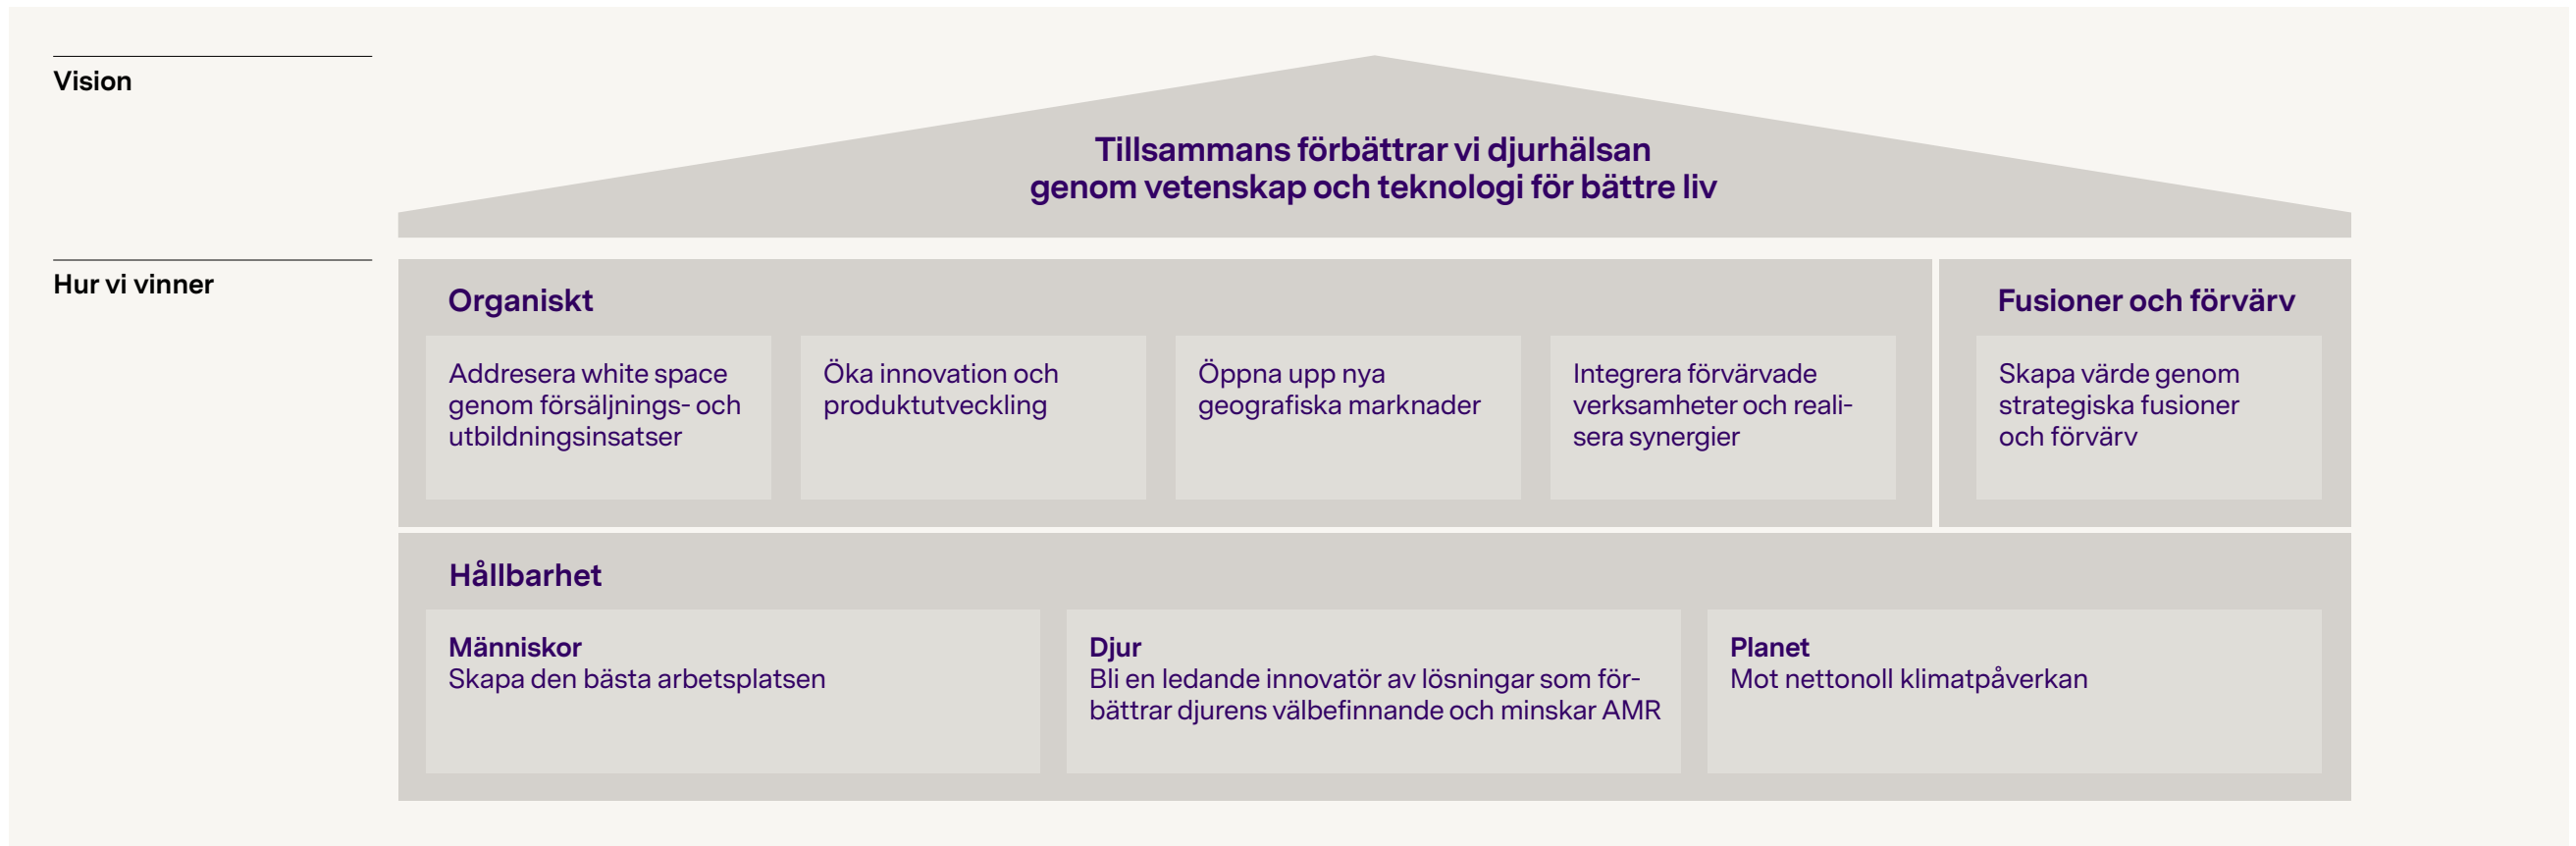 Vision
Tillsammans förbättrar vi djurhälsan
genom vetenskap och teknologi för bättre liv
Hur vi vinner
Organiskt
Addresera white space
genom försäljnings- och
utbildningsinsatser
Öka innovation och
produktutveckling
Öppna upp nya
geografiska marknader
Integrera förvärvade
verksamheter och reali-
sera synergier
Fusioner och förvärv
Skapa värde genom
strategiska fusioner
och förvärv
Hållbarhet
Människor
Skapa den bästa arbetsplatsen
Djur
Bli en ledande innovatör av lösningar som för-
bättrar djurens välbefinnande och minskar AMR
Planet
Mot nettonoll klimatpåverkan